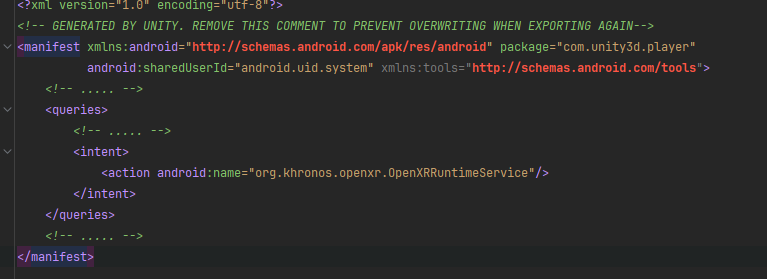 <?xml version="1.0" encoding="utf-8"?>
<!-- GENERATED BY UNITY. REMOVE THIS COMMENT TO PREVENT OVERWRITING WHEN EXPORTING AGAIN-->
<manifest xmlns:android="http://schemas.android.com/apk/res/android" package="com.unity3d.player"
android:sharedUserId="android.uid.system" xmlns:tools="http://schemas.android.com/tools">
<!-- ..... -->
<queries>
<!-- ..... -->
<intent>
<action android:name="org.khronos.openxr.OpenXRRuntimeService"/>
</intent>
</queries>
<!-- ..... -->
</manifest>